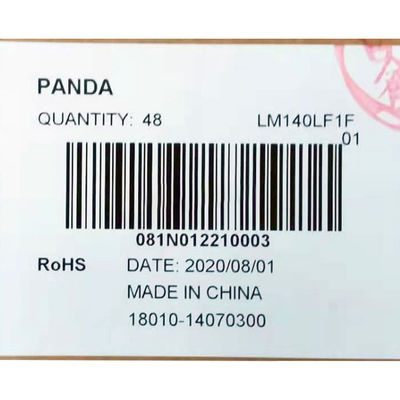 PANDA
QUANTITY: 48 LM140LF1F
01
081N012210003
RoHS DATE: 2020/08/01
MADE IN CHINA
18010-14070300